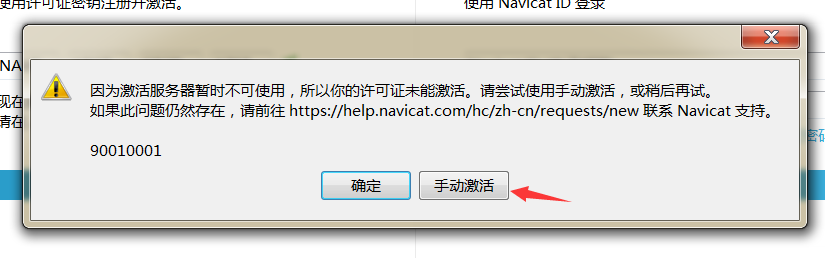 使用许可证密钥注册并激活。
使用 Navicat ID 登录
NA
因为激活服务器暂时不可使用，所以你的许可证未能激活。请尝试使用手动激活，或稍后再试。
现在
如果此问题仍然存在，请前往 https://help.navicat.com/hc/zh-cn/requests/new 联系 Navicat 支持。
请在
密码
90010001
确定
手动激活